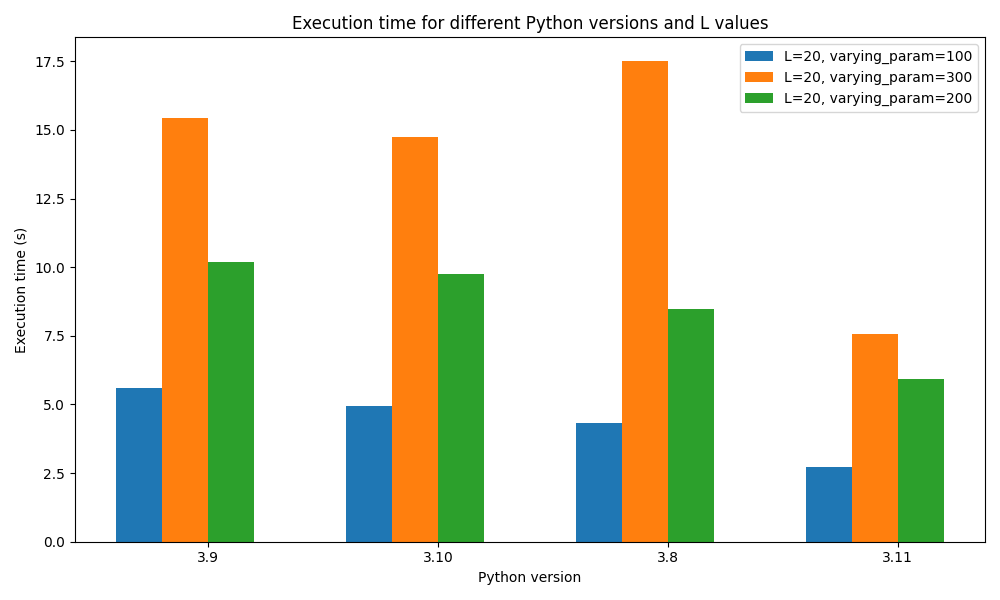 Execution time for different Python versions and L values
L=20, varying_param=100
L=20, varying_param=300
L=20, varying_param=200
Execution time (s)
17.5
15.0
12.5
10.0
7.5
5.0
2.5
0.0
3.9
3.10
3.8
3.11
Python version